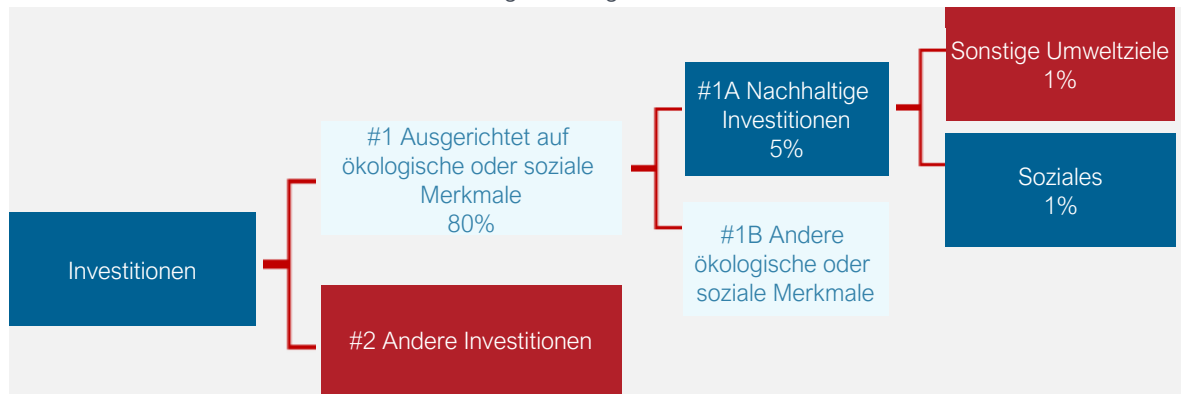 Investitionen
#1 Ausgerichtet auf
ökologische oder soziale
Merkmale
80%
#2 Andere Investitionen
#1A Nachhaltige
Investitionen
5%
#1B Andere
ökologische oder
soziale Merkmale
Sonstige Umweltziele
1%
Soziales
1%